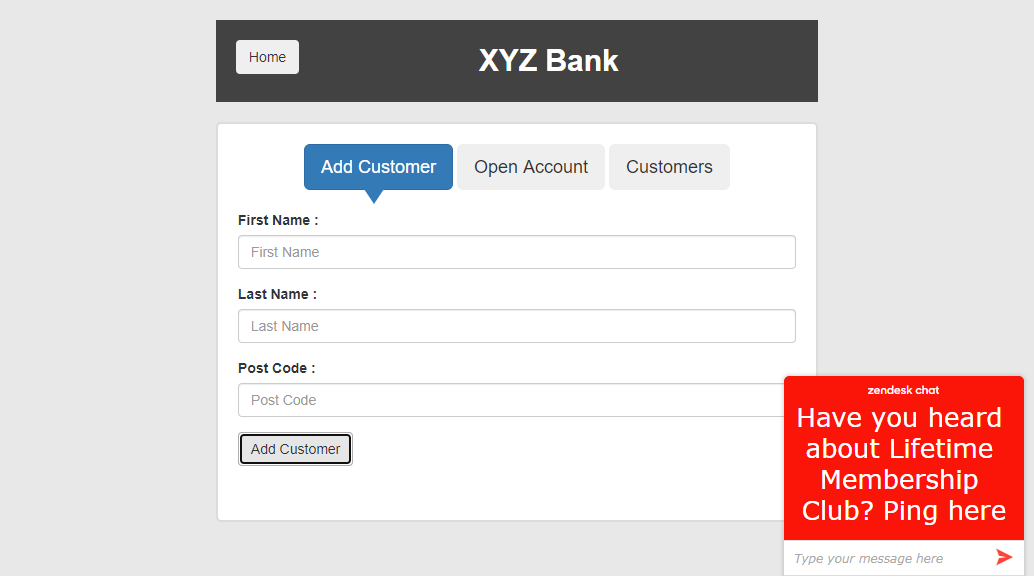 Home
XYZ Bank
Add Customer
Open Account
Customers
First Name :
First Name
Last Name :
Last Name
Post Code :
Post Code
Add Customer
zendesk chat
Have you heard
about Lifetime
Membership
Club? Ping here
Type your message here